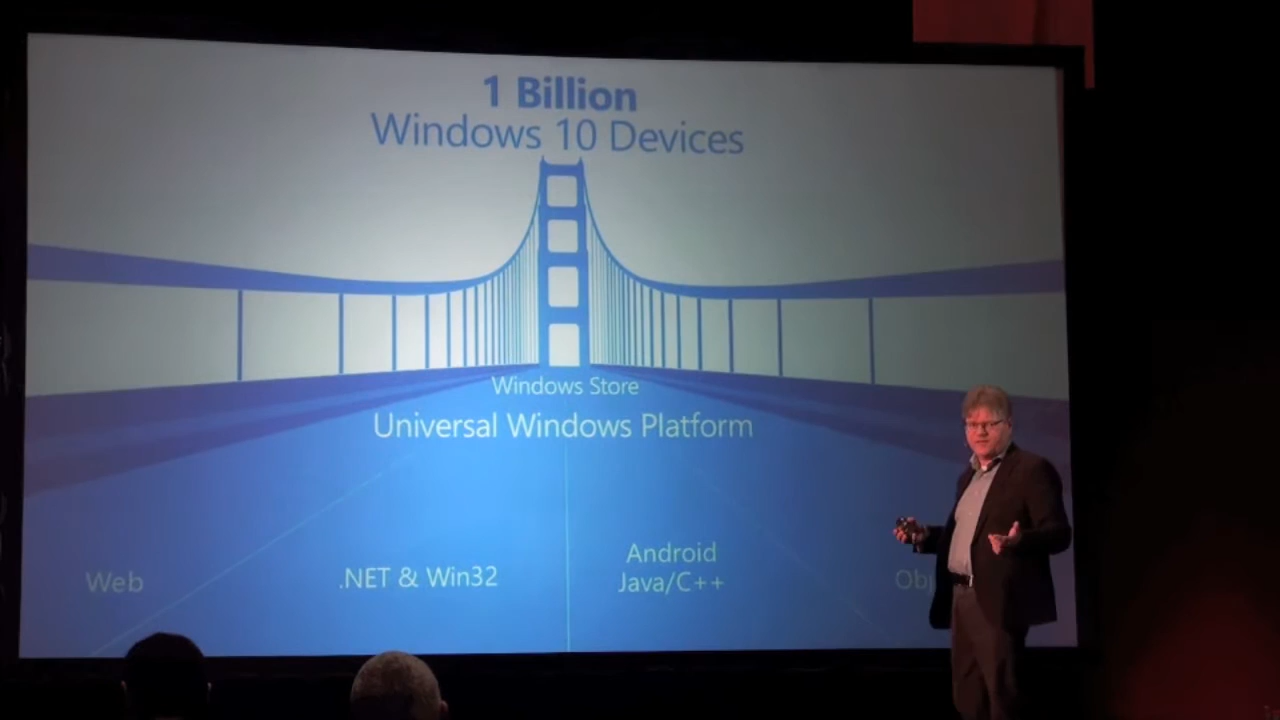 1 Billion
Windows 10 Devices
Windows Store
Universal Windows Platform
Web
.NET & Win32
Android
Java/C++